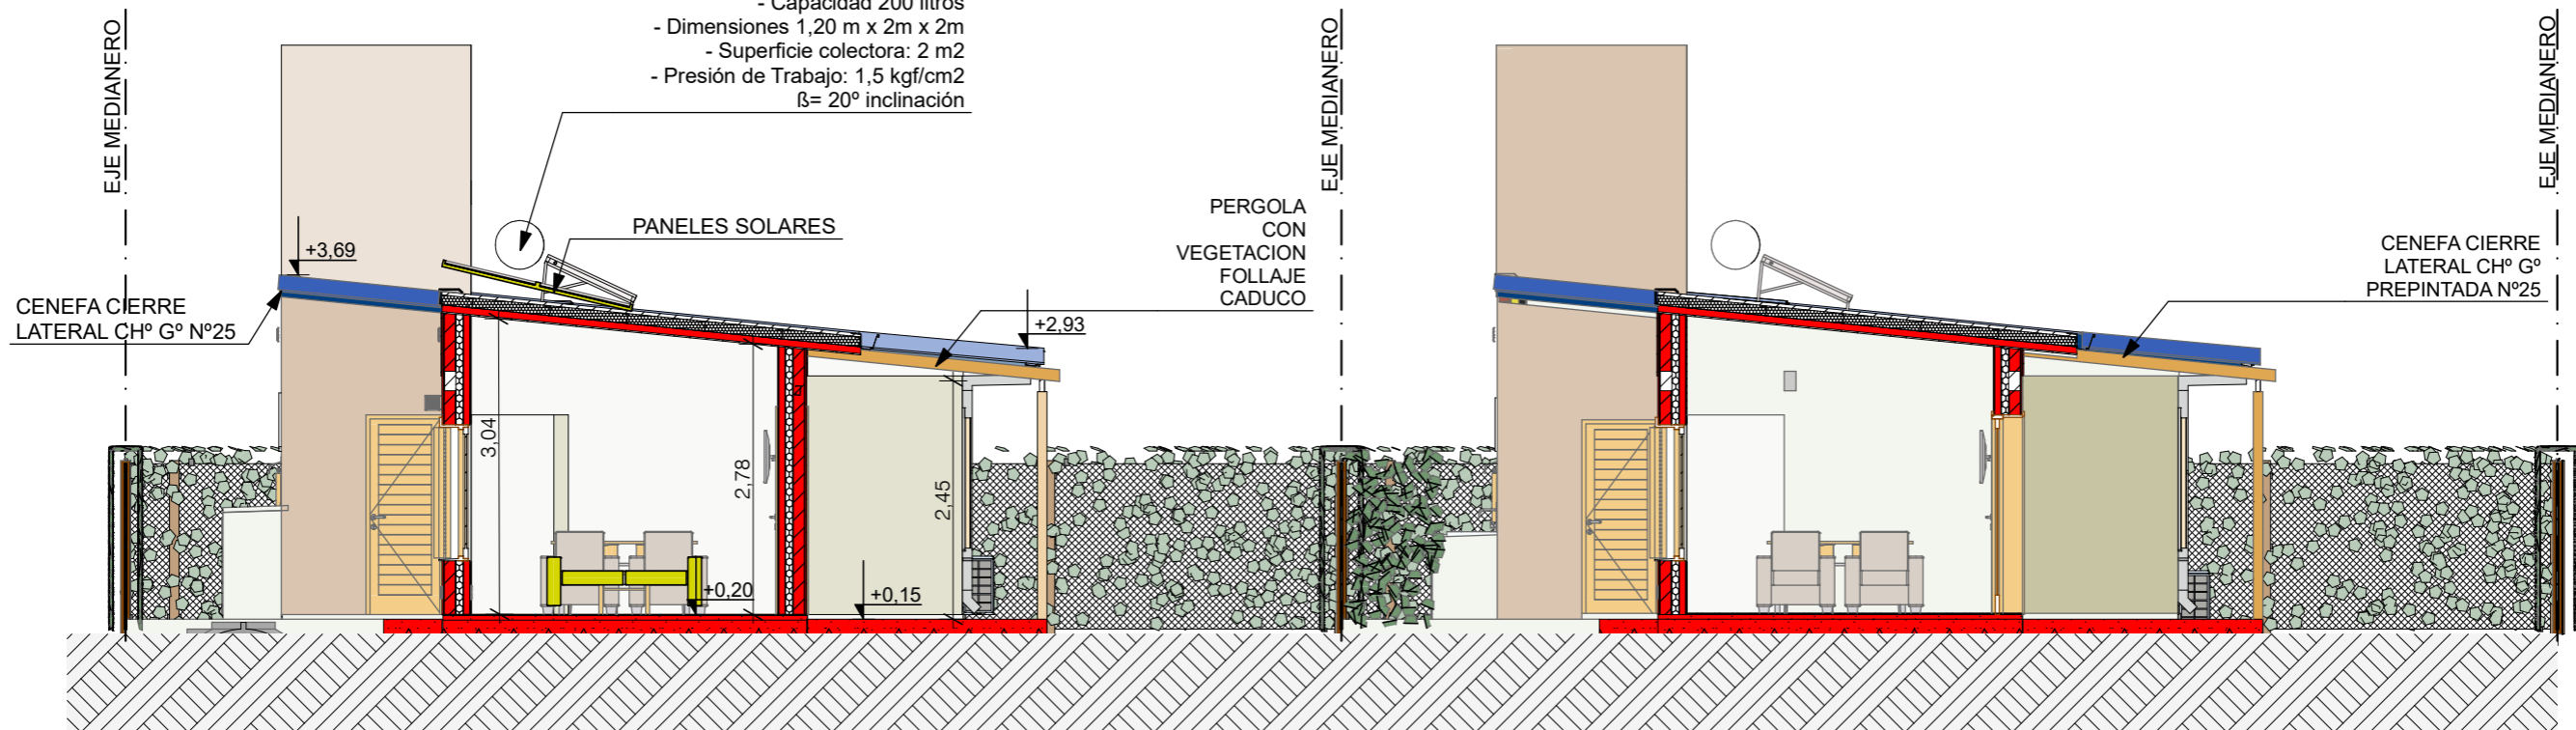 - Capacidad 200 litros
- Dimensiones 1,20 m x 2m x 2m
- Superficie colectora: 2 m2
- Presión de Trabajo: 1,5 kgf/cm2
ß= 20º inclinación
EJE MEDIANERO
EJE MEDIANERO
EJE MEDIANERO
PANELES SOLARES
+3,69
CENEFA CIERRE
LATERAL CHº Gº Nº25
PERGOLA
CON
VEGETACION
FOLLAJE
CADUCO
+2,93
CENEFA CIERRE
LATERAL CHº Gº
PREPINTADA Nº25
3,04
2,78
2,45
+0,20
+0,15